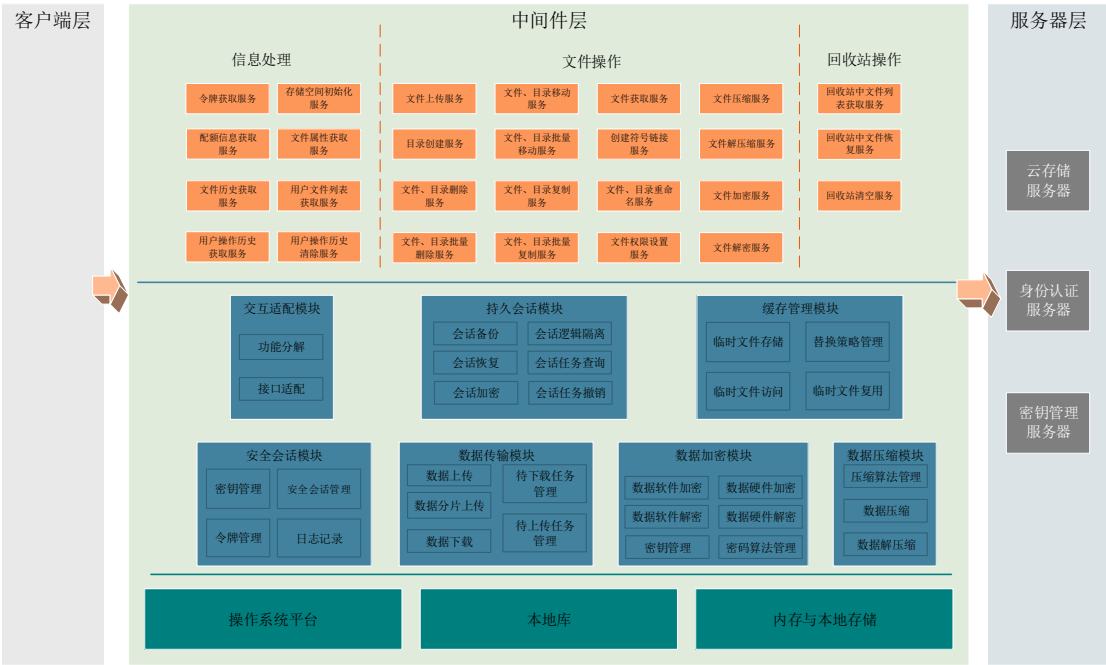 客户端层
中间件层
服务器层
信息处理
文件操作
回收站操作
令牌获取服务
存储空间初始化
服务
文件上传服务
文件、目录移动
服务
文件获取服务
文件压缩服务
回收站中文件列
表获取服务
配额信息获取
服务
文件属性获取
服务
目录创建服务
文件、目录批量
移动服务
创建符号链接
服务
文件解压缩服务
回收站中文件恢
复服务
文件历史获取
服务
用户文件列表
获取服务
文件、目录删除
服务
文件、目录复制
服务
文件、目录重命
名服务
文件加密服务
回收站清空服务
用户操作历史
获取服务
用户操作历史
清除服务
文件、目录批量
删除服务
文件、目录批量
复制服务
文件权限设置
服务
文件解密服务
云存储
服务器
身份认证
服务器
密钥管理
服务器
交互适配模块
功能分解
接口适配
持久会话模块
会话备份
会话逻辑隔离
会话恢复
会话任务查询
会话加密
会话任务撤销
缓存管理模块
临时文件存储
替换策略管理
临时文件访问
临时文件复用
安全会话模块
密钥管理
安全会话管理
令牌管理
日志记录
数据传输模块
数据上传
待下载任务
管理
数据分片上传
待上传任务
管理
数据下载
数据加密模块
数据软件加密
数据硬件加密
数据软件解密
数据硬件解密
密钥管理
密码算法管理
数据压缩模块
压缩算法管理
数据压缩
数据解压缩
操作系统平台
本地库
内存与本地存储